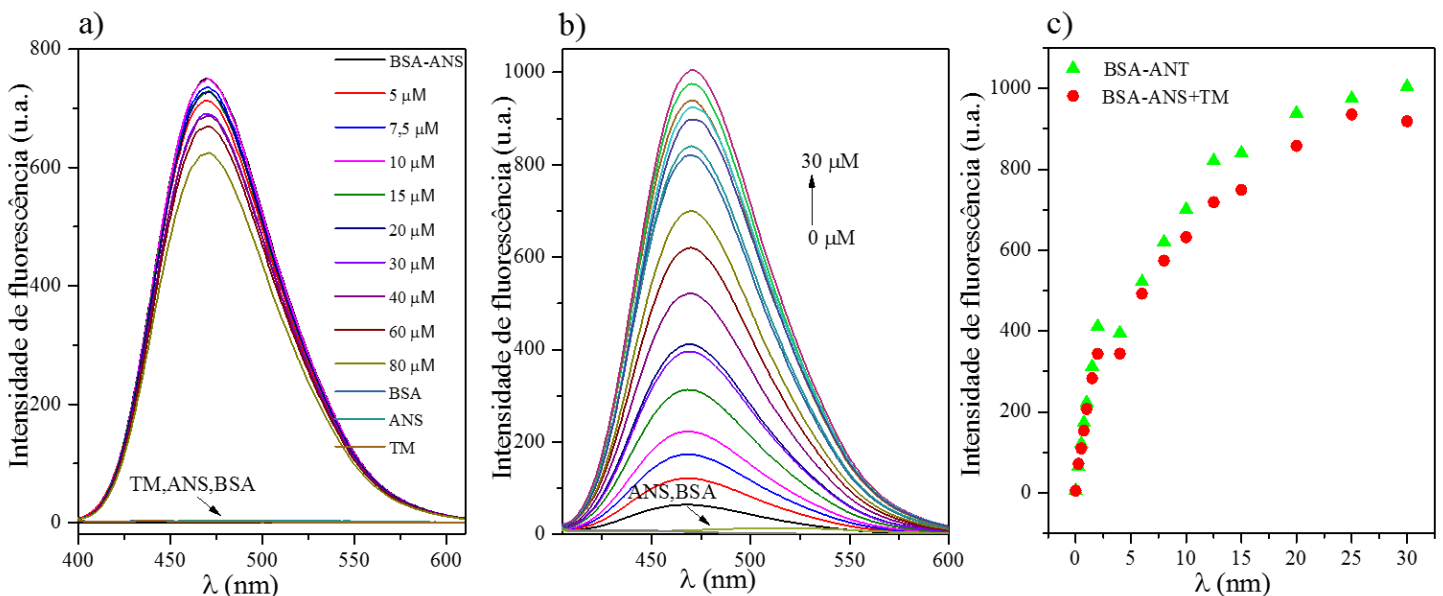 a)
800
600
400
200
0
400
450
500
550
600
Intensidade de fluorescência (u.a.)
λ (nm)
BSA-ANS
5 μM
7,5 μM
10 μM
15 μM
20 μM
30 μM
40 μM
60 μM
80 μM
BSA
ANS
TM
TM,ANS,BSA
b)
1000
800
600
400
200
0
450
500
550
600
Intensidade de fluorescência (u.a.)
λ (nm)
30 μM
0 μM
ANS,BSA
c)
1000
800
600
400
200
0
0
5
10
15
20
25
30
Intensidade de fluorescência (u.a.)
λ (nm)
BSA-ANT
BSA-ANS+TM